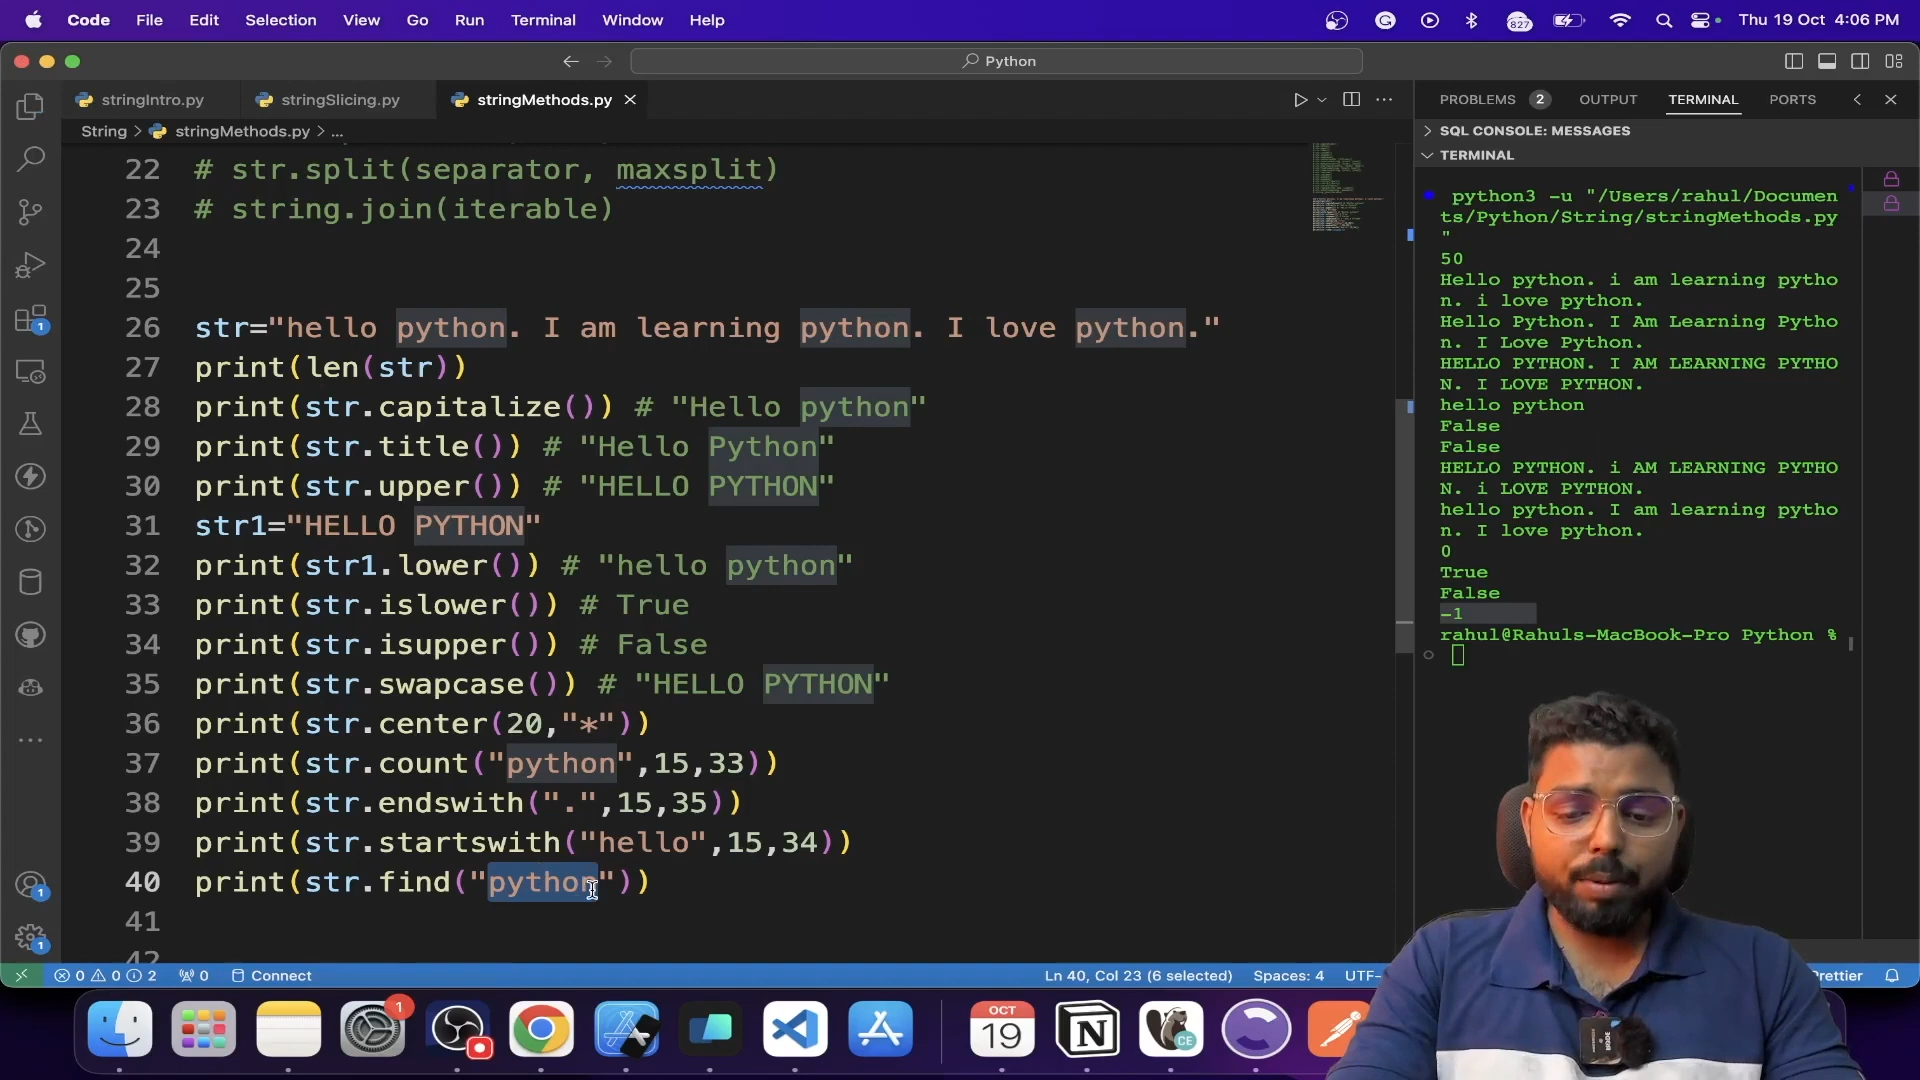 Code File Edit Selection View Go Run Terminal Window Help 827 Thu 19 Oct 4:06 PM
Python
stringIntro.py stringSlicing.py stringMethods.py
String > stringMethods.py > ...
22 # str.split(separator, maxsplit)
23 # string.join(iterable)
24
25
26 str="hello python. I am learning python. I love python."
27 print(len(str))
28 print(str.capitalize()) # "Hello python"
29 print(str.title()) # "Hello Python"
30 print(str.upper()) # "HELLO PYTHON"
31 str1="HELLO PYTHON"
32 print(str1.lower()) # "hello python"
33 print(str.islower()) # True
34 print(str.isupper()) # False
35 print(str.swapcase()) # "HELLO PYTHON"
36 print(str.center(20,"*"))
37 print(str.count("python",15,33))
38 print(str.endswith(".",15,35))
39 print(str.startswith("hello",15,34))
40 print(str.find("python"))
41
42
PROBLEMS 2 OUTPUT TERMINAL PORTS
SQL CONSOLE: MESSAGES
TERMINAL
python3 -u "/Users/rahul/Documen
ts/Python/String/stringMethods.py
"
50
Hello python. i am learning pytho
n. i love python.
Hello Python. I Am Learning Pytho
n. I Love Python.
HELLO PYTHON. I AM LEARNING PYTHO
N. I LOVE PYTHON.
hello python
False
False
HELLO PYTHON. i AM LEARNING PYTHO
N. i LOVE PYTHON.
hello python. I am learning pytho
n. I love python.
0
True
False
-1
rahul@Rahuls-MacBook-Pro Python %
1
1
1
0 0 2 0 Connect Ln 40, Col 23 (6 selected) Spaces: 4 UTF- Prettier
1
OCT
19
CE